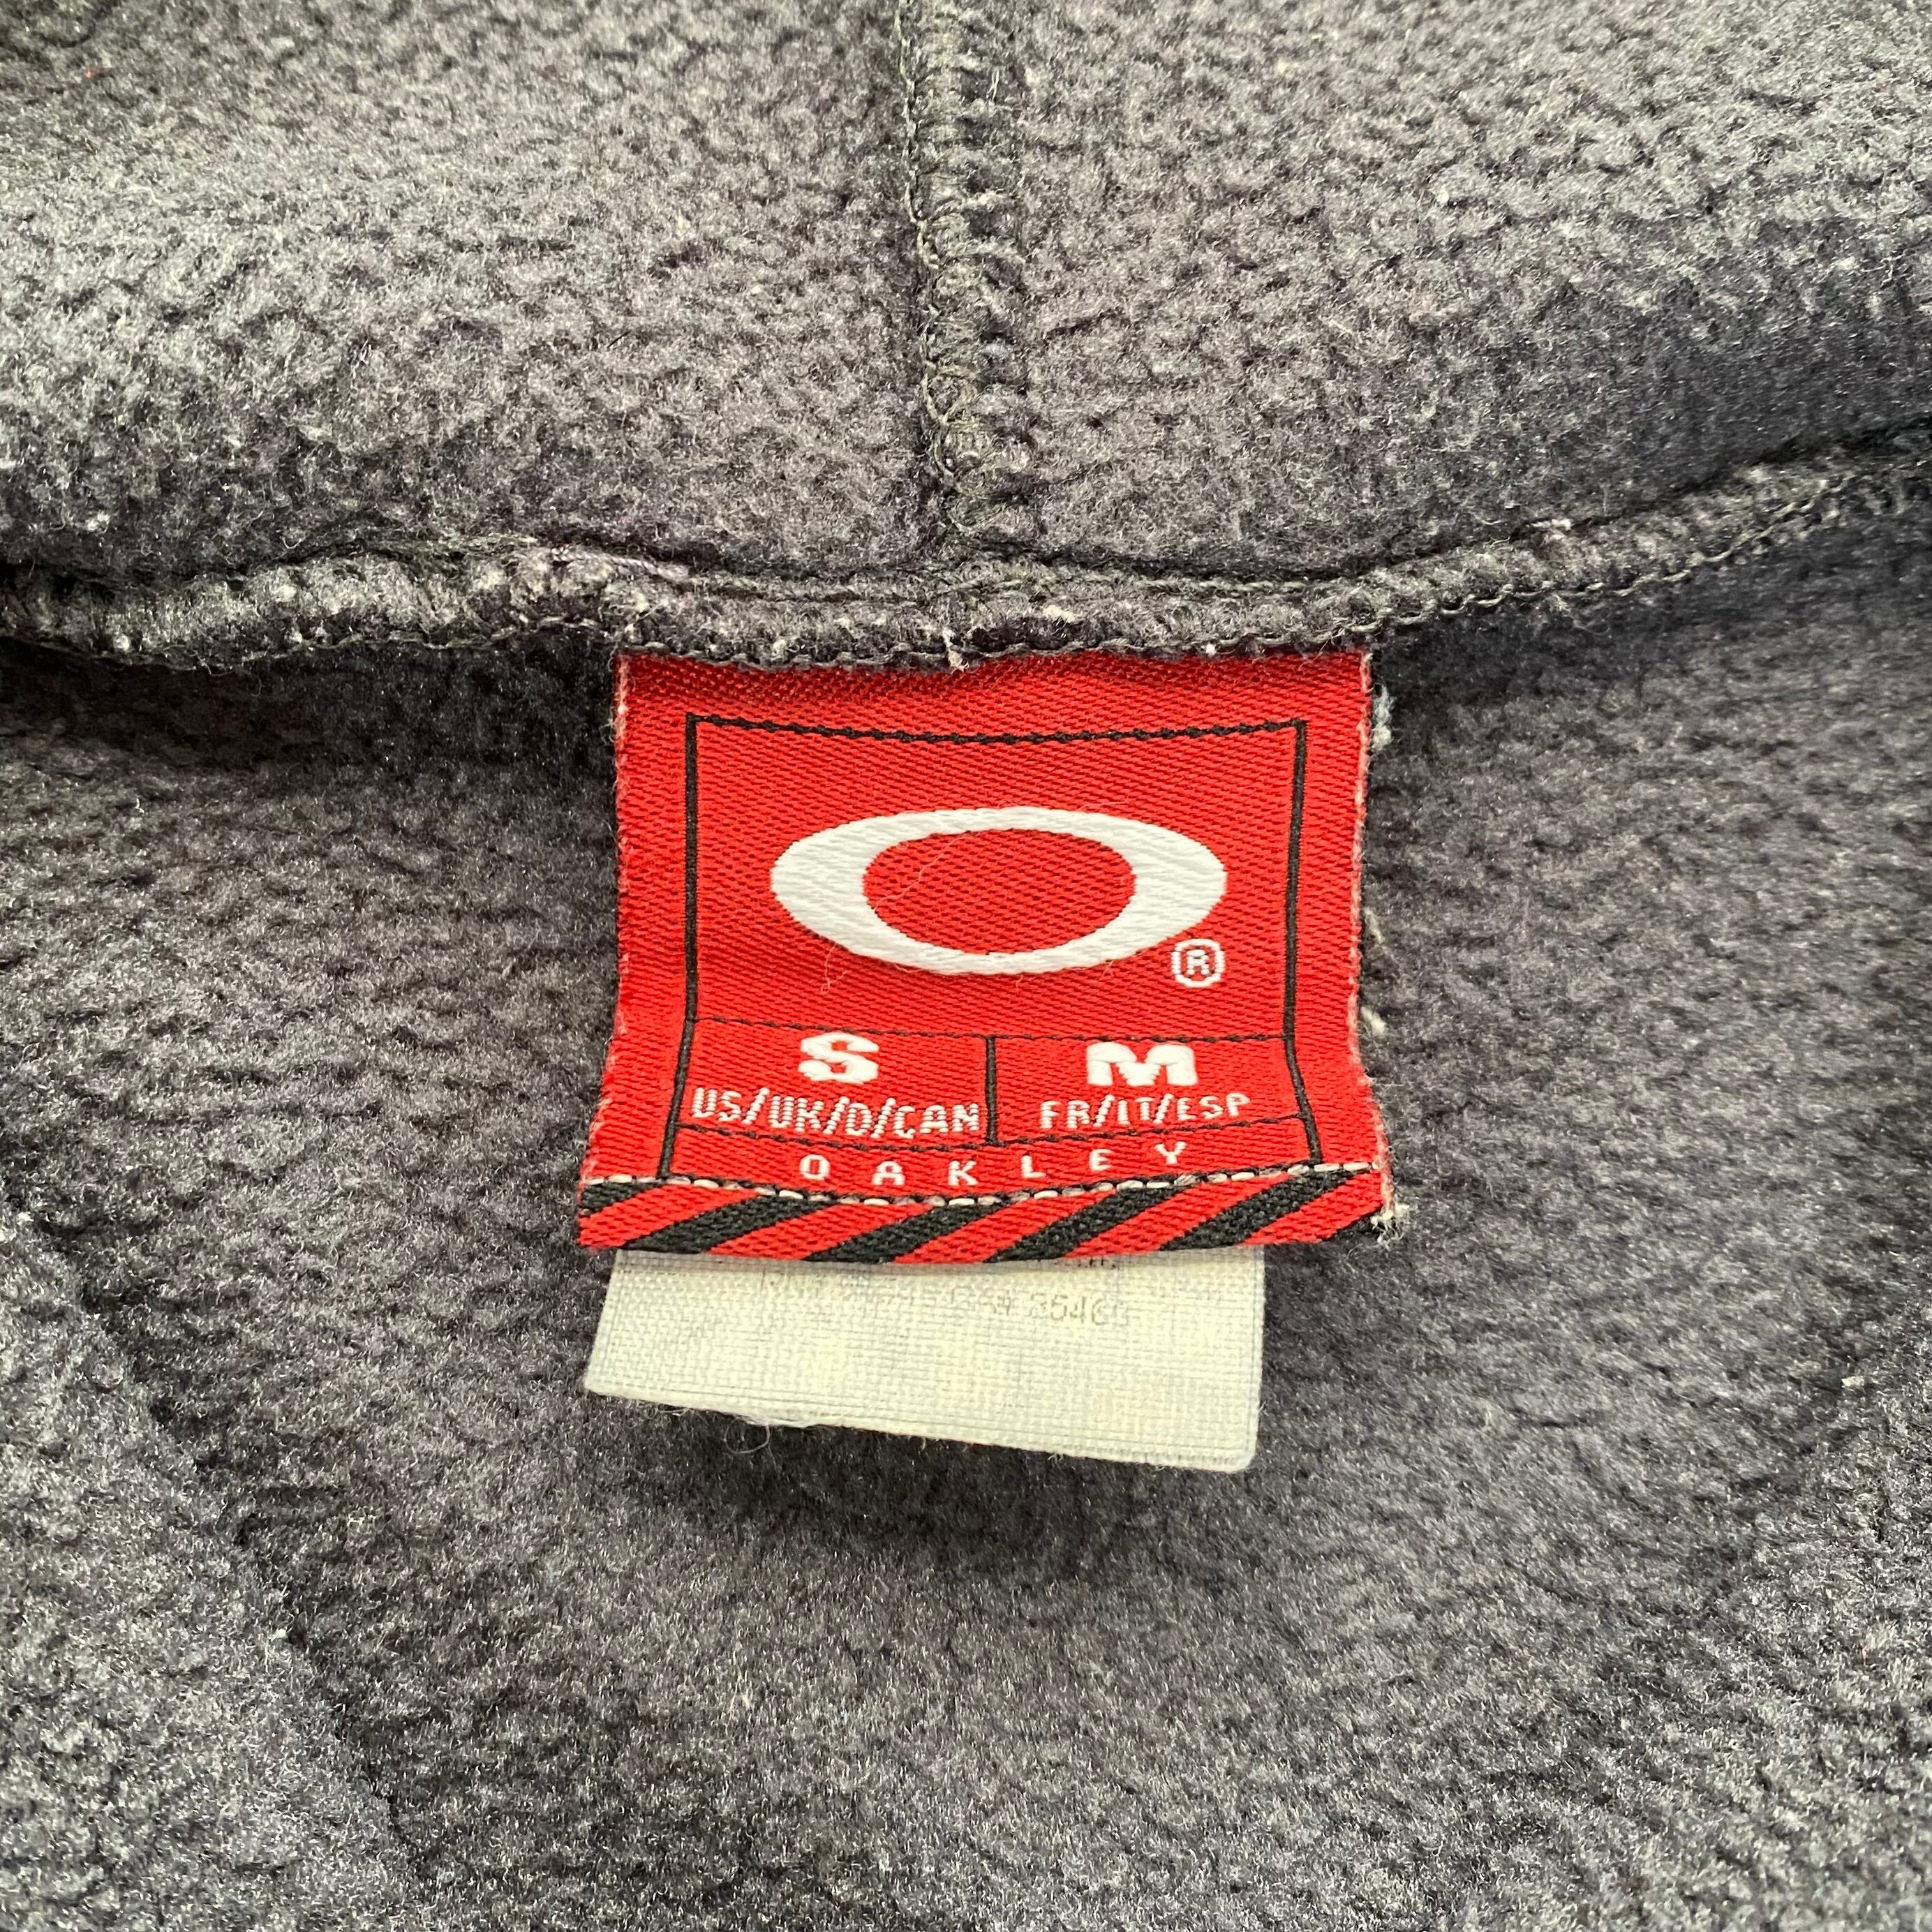 ®
S M
US/UK/D/CAN FR/IT/ESP
OAKLEY